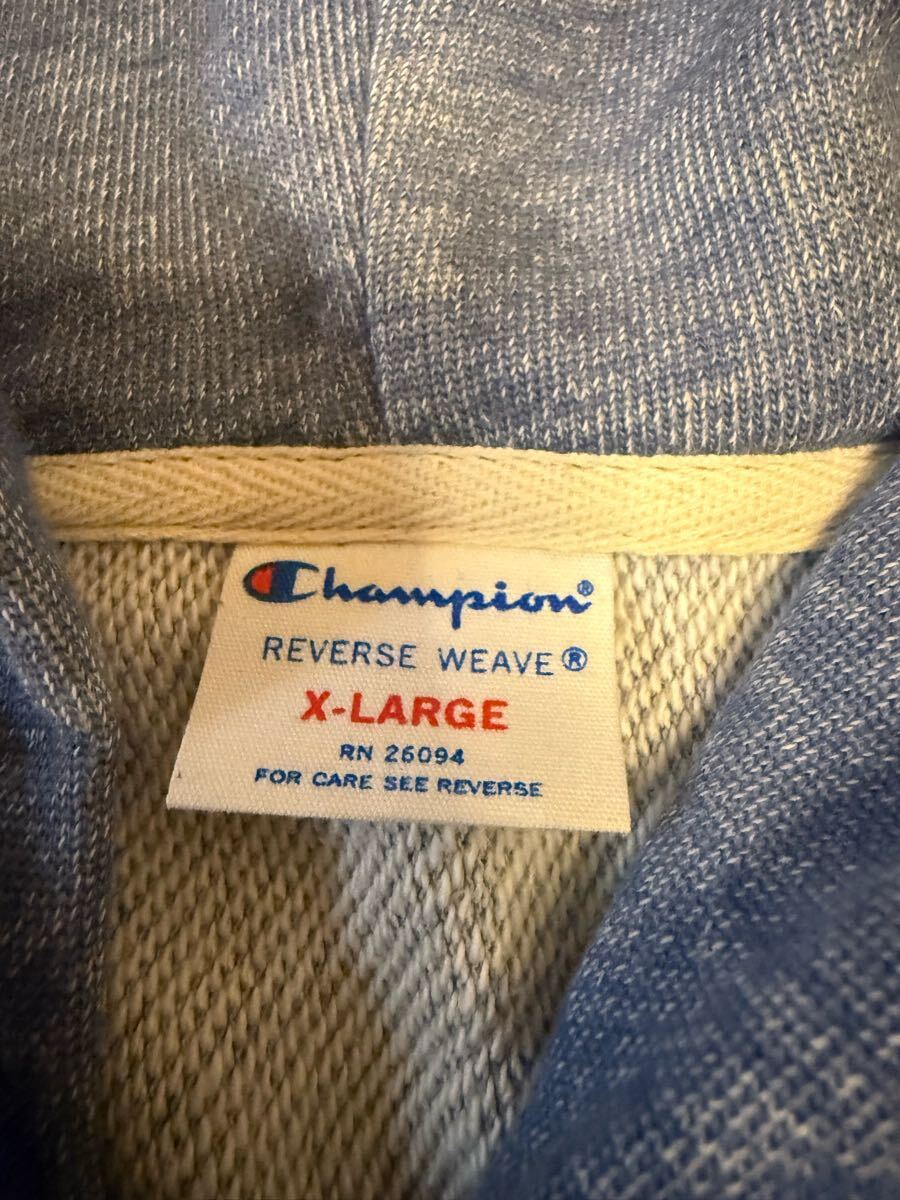 Champion®
REVERSE WEAVE®
X-LARGE
RN 26094
FOR CARE SEE REVERSE